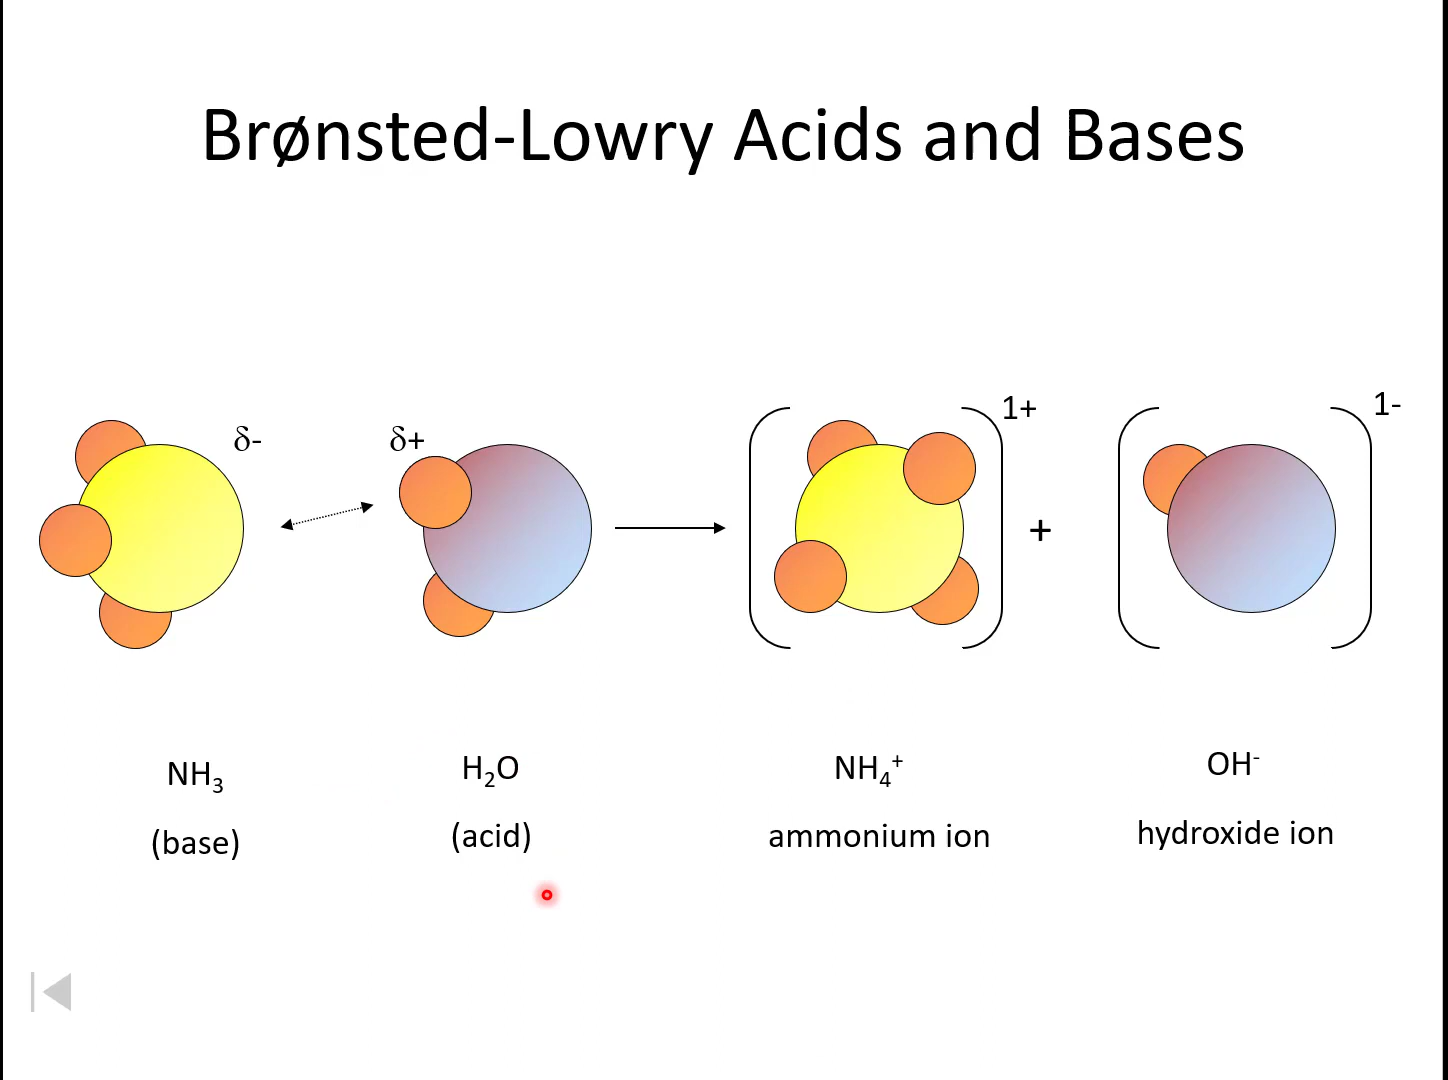 Brønsted-Lowry Acids and Bases
δ- δ+ 1+ 1-
+
NH₃ H₂O NH₄⁺ OH⁻
(base) (acid) ammonium ion hydroxide ion